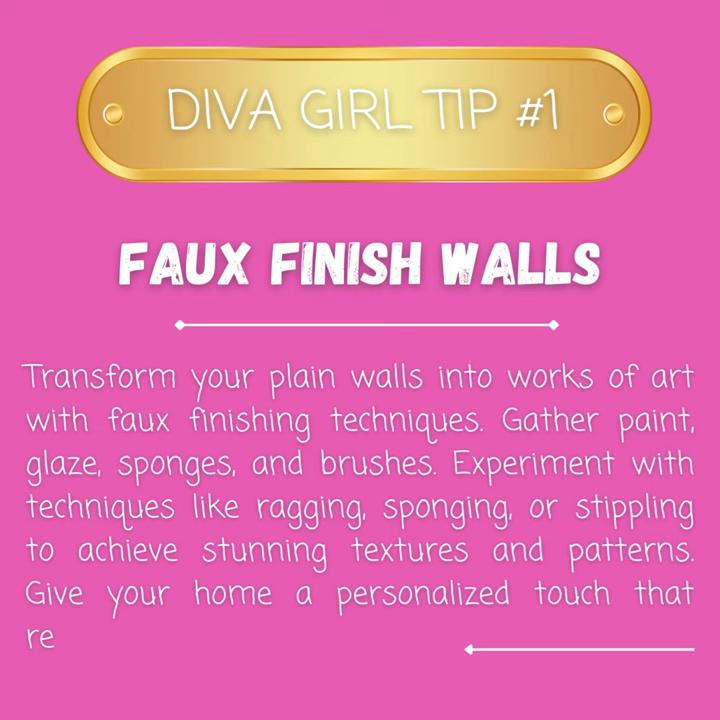 DIVA GIRL TIP #1
FAUX FINISH WALLS
Transform your plain walls into works of art
with faux finishing techniques. Gather paint,
glaze, sponges, and brushes. Experiment with
techniques like ragging, sponging, or stippling
to achieve stunning textures and patterns.
Give your home a personalized touch that
re